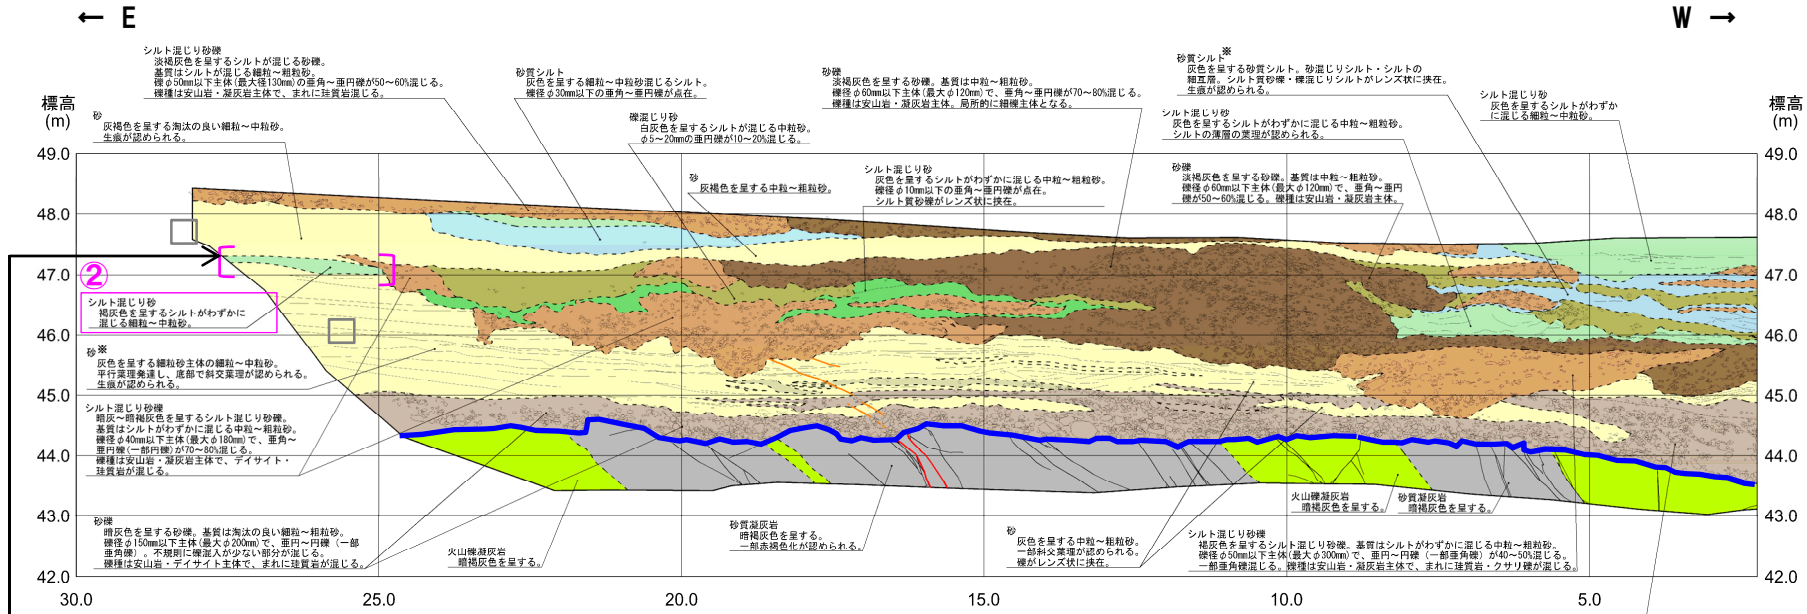 ← E
W →
シルト混じり砂礫
淡褐灰色を呈するシルトが混じる砂礫。
基質はシルトが混じる細粒～粗粒砂。
礫径φ50mm以下主体(最大径130mm)の亜角～亜円礫が50～60%混じる。
礫種は安山岩・凝灰岩主体で、まれに珪質岩混じる。
砂質シルト
灰色を呈する細粒～中粒砂混じるシルト。
礫径φ30mm以下の亜角～亜円礫が点在。
砂礫
淡褐灰色を呈する砂礫。基質は中粒～粗粒砂。
礫径φ60mm以下主体(最大φ120mm)で、亜角～亜円礫が70～80%混じる。
礫種は安山岩・凝灰岩主体。局所的に細礫主体となる。
砂質シルト※
灰色を呈する砂質シルト。砂混じりシルト・シルトの
細互層。シルト質砂礫・礫混じりシルトがレンズ状に挟在。
生痕が認められる。
シルト混じり砂
灰色を呈するシルトがわずか
に混じる細粒～中粒砂。
標高
(m)
標高
(m)
砂
灰褐色を呈する淘汰の良い細粒～中粒砂。
生痕が認められる。
礫混じり砂
白灰色を呈するシルトが混じる中粒砂。
φ5～20mmの亜円礫が10～20%混じる。
シルト混じり砂
灰色を呈するシルトがわずかに混じる中粒～粗粒砂。
シルトの薄層の葉理が認められる。
49.0
49.0
砂
灰褐色を呈する中粒～粗粒砂。
シルト混じり砂
灰色を呈するシルトがわずかに混じる中粒～粗粒砂。
礫径φ10mm以下の亜角～亜円礫が点在。
シルト質砂礫がレンズ状に挟在。
砂礫
淡褐灰色を呈する砂礫。基質は中粒～粗粒砂。
礫径φ60mm以下主体(最大φ120mm)で、亜角～亜円
礫が50～60%混じる。礫種は安山岩・凝灰岩主体。
48.0
48.0
47.0
47.0
②
シルト混じり砂
褐灰色を呈するシルトがわずかに
混じる細粒～中粒砂。
46.0
46.0
砂※
灰色を呈する細粒砂主体の細粒～中粒砂。
平行葉理発達し、底部で斜交葉理が認められる。
生痕が認められる。
45.0
45.0
シルト混じり砂礫
暗灰～暗褐灰色を呈するシルト混じり砂礫。
基質はシルトがわずかに混じる中粒～粗粒砂。
礫径φ40mm以下主体(最大φ180mm)で、亜角～
亜円礫(一部円礫)が70～80%混じる。
礫種は安山岩・凝灰岩主体で、デイサイト・
珪質岩が混じる。
44.0
44.0
43.0
43.0
砂礫
暗灰色を呈する砂礫。基質は淘汰の良い細粒～粗粒砂。
礫径φ150mm以下主体(最大φ200mm)で、亜円～円礫（一部
亜角礫）。不規則に礫混入が少ない部分が混じる。
礫種は安山岩・デイサイト主体で、まれに珪質岩が混じる。
火山礫凝灰岩
暗褐灰色を呈する。
砂質凝灰岩
暗褐灰色を呈する。
一部赤褐色化が認められる。
砂
灰色を呈する中粒～粗粒砂。
一部斜交葉理が認められる。
礫がレンズ状に挟在。
火山礫凝灰岩
暗褐灰色を呈する。
砂質凝灰岩
暗褐灰色を呈する。
シルト混じり砂礫
褐灰色を呈するシルト混じり砂礫。基質はシルトがわずかに混じる中粒～粗粒砂。
礫径φ50mm以下主体(最大φ300mm)で、亜円～円礫（一部亜角礫）が40～50%混じる。
一部亜角礫混じる。礫種は安山岩・凝灰岩主体で、まれに珪質岩・クサリ礫が混じる。
42.0
42.0
30.0
25.0
20.0
15.0
10.0
5.0